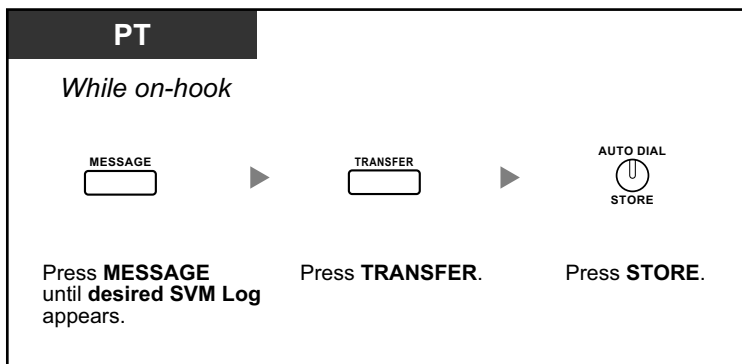 PT
While on-hook
MESSAGE
TRANSFER
AUTO DIAL
STORE
Press MESSAGE
until desired SVM Log
appears.
Press TRANSFER.
Press STORE.